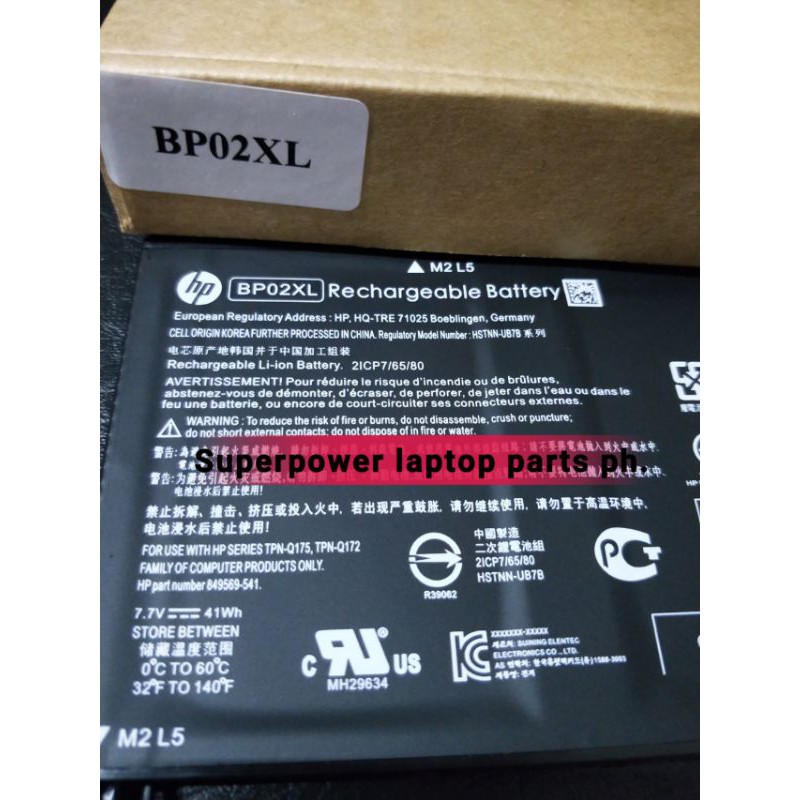 BP02XL
M2 L5
hp BP02XL Rechargeable Battery
European Regulatory Address : HP, HQ-TRE 71025 Boeblingen, Germany
CELL ORIGIN KOREA FURTHER PROCESSED IN CHINA. Regulatory Model Number : HSTNN-UB7B 系列
电芯原产地韩国并于中国加工组装
Rechargeable Li-ion Battery. 2ICP7/65/80
AVERTISSEMENT! Pour réduire le risque d'incendie ou de brûlures,
abstenez-vous de démonter, d'écraser, de perforer, de jeter dans l'eau ou dans le
feu une batterie, ou encore de court-circuiter ses connecteurs externes.
WARNING : To reduce the risk of fire or burns, do not disassemble, crush or puncture;
do not short external contacts; do not dispose of in fire or water.
Superpower laptop parts ph.
禁止拆解、撞击、挤压或投入火中, 若出现严重鼓胀, 请勿继续使用, 请勿置于高温环境中.
电池浸水后禁止使用!
FOR USE WITH HP SERIES TPN-Q175, TPN-Q172
FAMILY OF COMPUTER PRODUCTS ONLY.
HP part number 849569-541.
R39062
中國製造
二次鋰電池組
2ICP7/65/80
HSTNN-UB7B
PCT
7.7V 41Wh
STORE BETWEEN
储藏溫度范围
0°C TO 60°C
32°F TO 140°F
c RU ® US
MH29634
KC
XXXXXXX-XXXXX
제조자: SUINING ELENTEC
ELECTRONICS CO ., LTD.
M2 L5